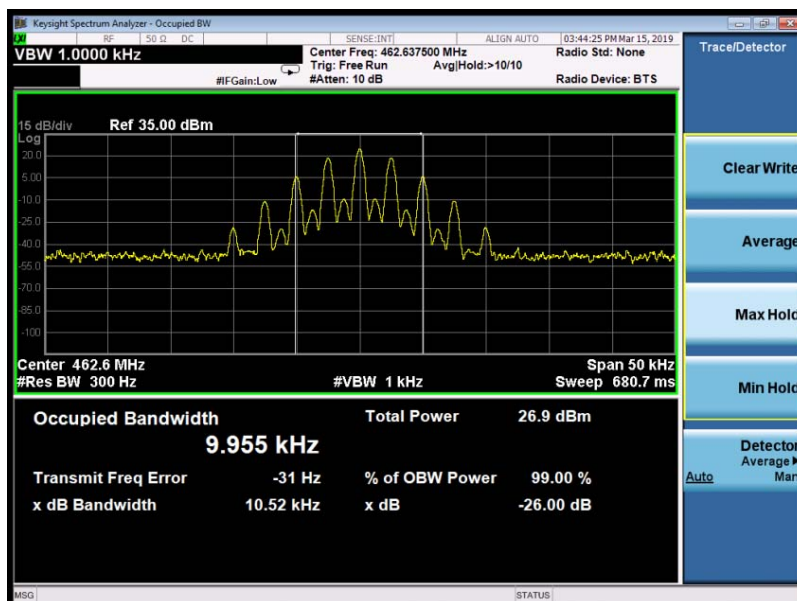 Keysight Spectrum Analyzer - Occupied BW
LXI RF 50 Ω DC SENSE:INT ALIGN AUTO 03:44:25 PM Mar 15, 2019
VBW 1.0000 kHz
Center Freq: 462.637500 MHz Radio Std: None
Trig: Free Run Avg|Hold:>10/10
#IFGain:Low #Atten: 10 dB Radio Device: BTS
15 dB/div Ref 35.00 dBm
Log
20.0
5.00
-10.0
-25.0
-40.0
-55.0
-70.0
-85.0
-100
Center 462.6 MHz Span 50 kHz
#Res BW 300 Hz #VBW 1 kHz Sweep 680.7 ms
Occupied Bandwidth Total Power 26.9 dBm
9.955 kHz
Transmit Freq Error -31 Hz % of OBW Power 99.00 %
x dB Bandwidth 10.52 kHz x dB -26.00 dB
Trace/Detector
Clear Write
Average
Max Hold
Min Hold
Detector
Average
Auto Man
MSG STATUS